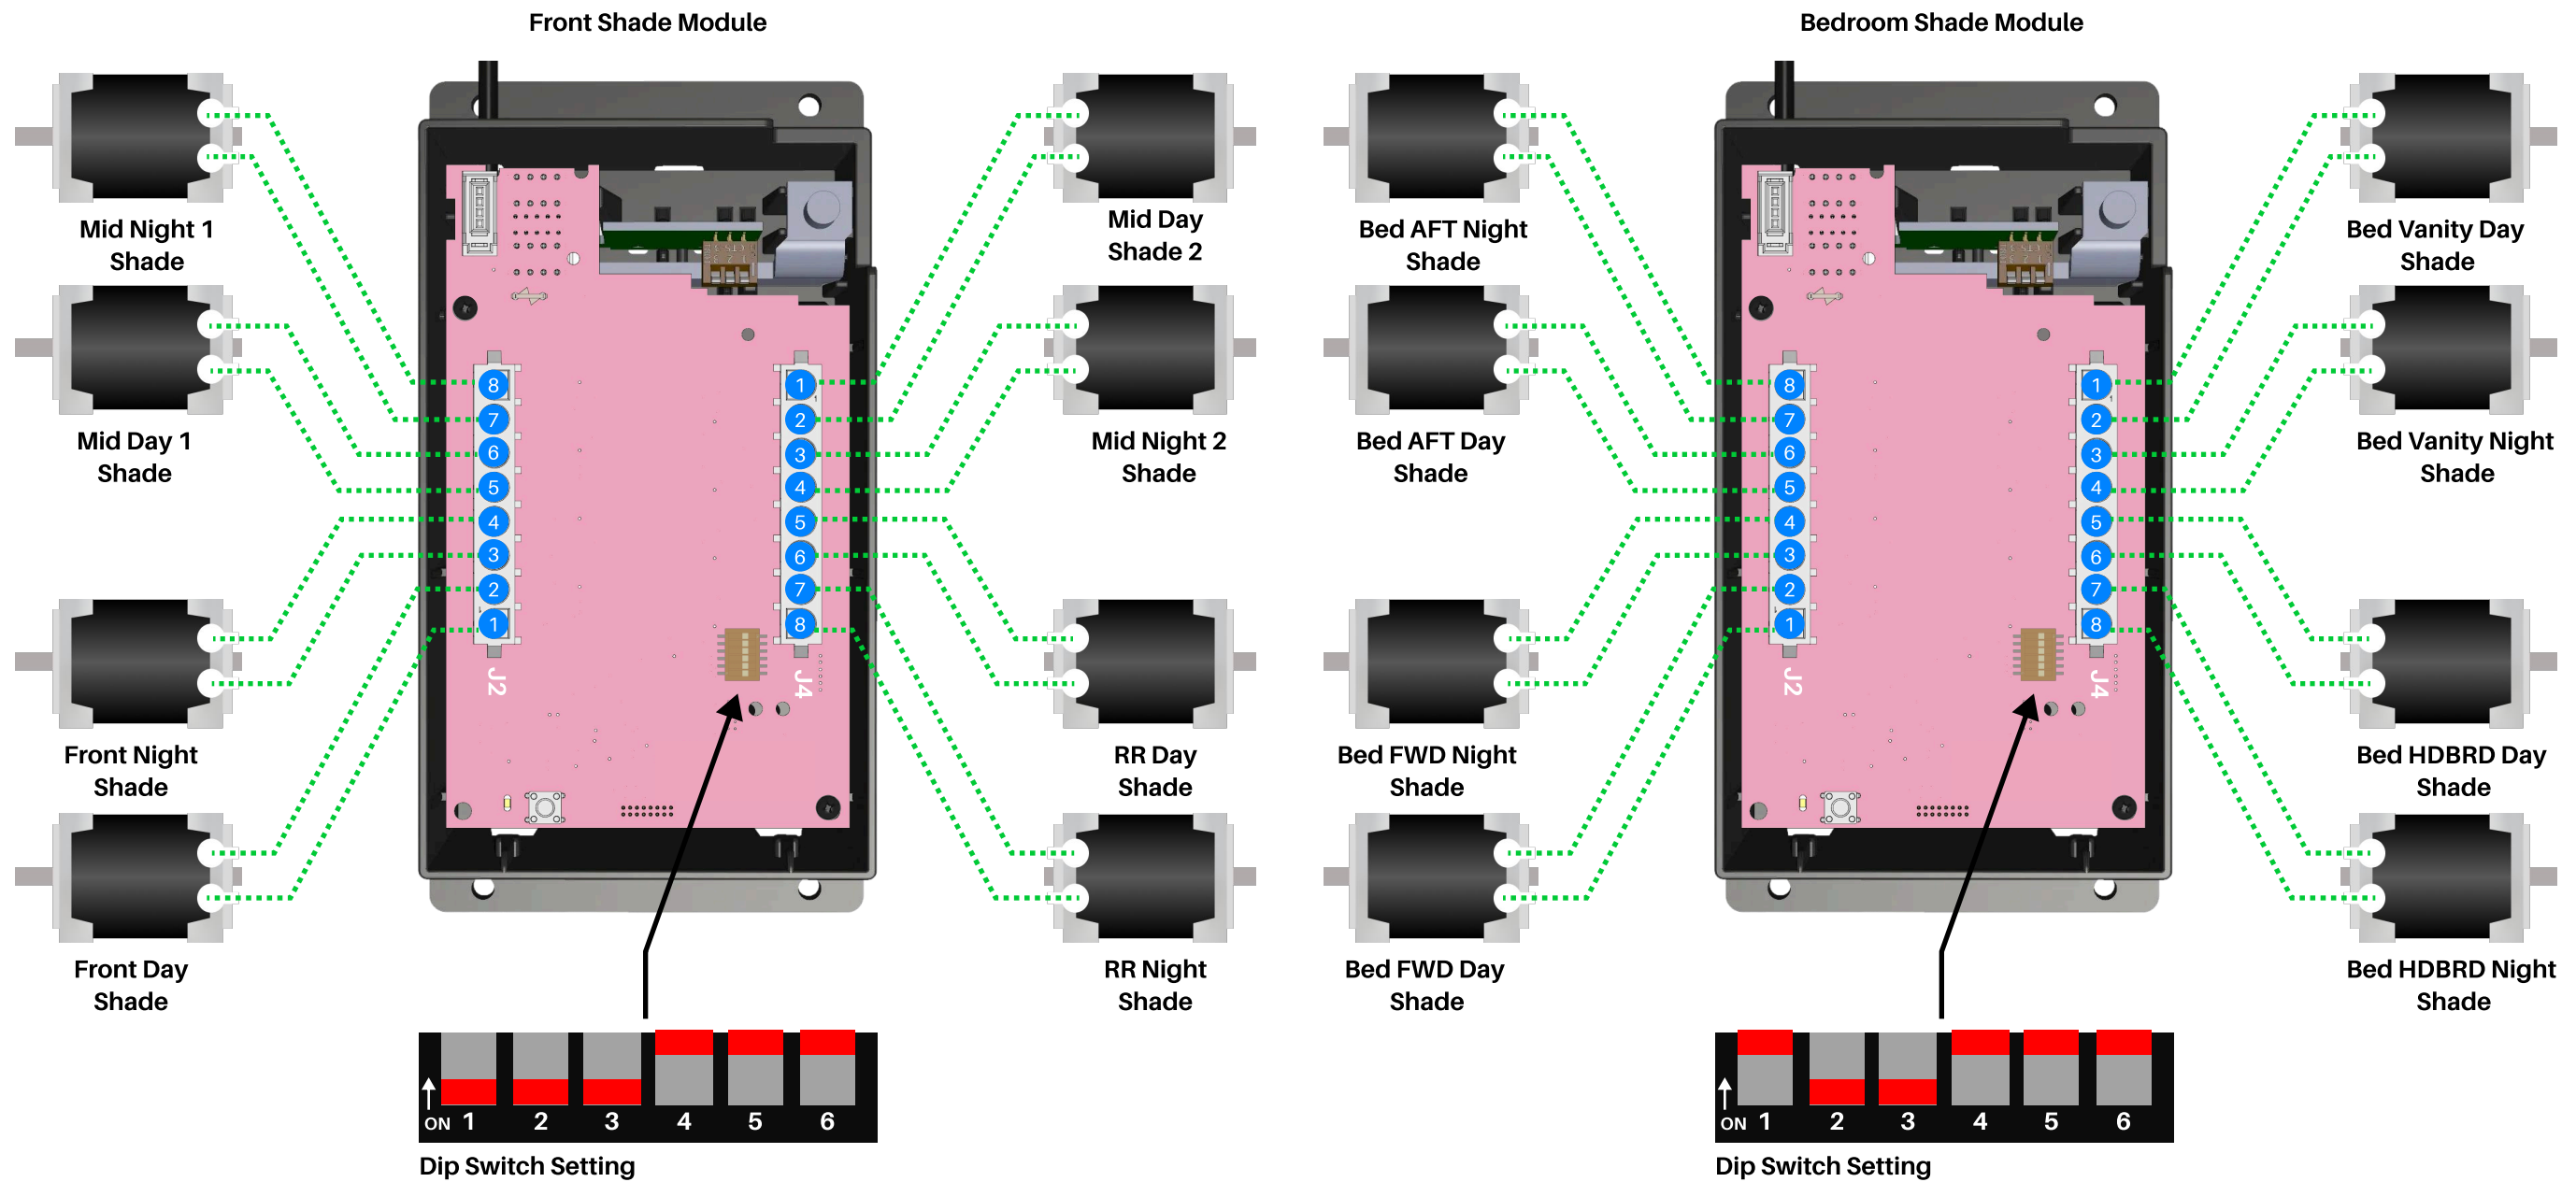 Front Shade Module
Mid Night 1
Shade
Mid Day 1
Shade
Front Night
Shade
Front Day
Shade
8
7
6
5
4
3
2
1
J2
1
2
3
4
5
6
7
8
J4
Mid Day
Shade 2
Mid Night 2
Shade
RR Day
Shade
RR Night
Shade
ON 1 2 3 4 5 6
Dip Switch Setting
Bedroom Shade Module
Bed AFT Night
Shade
Bed AFT Day
Shade
Bed FWD Night
Shade
Bed FWD Day
Shade
8
7
6
5
4
3
2
1
J2
1
2
3
4
5
6
7
8
J4
Bed Vanity Day
Shade
Bed Vanity Night
Shade
Bed HDBRD Day
Shade
Bed HDBRD Night
Shade
ON 1 2 3 4 5 6
Dip Switch Setting